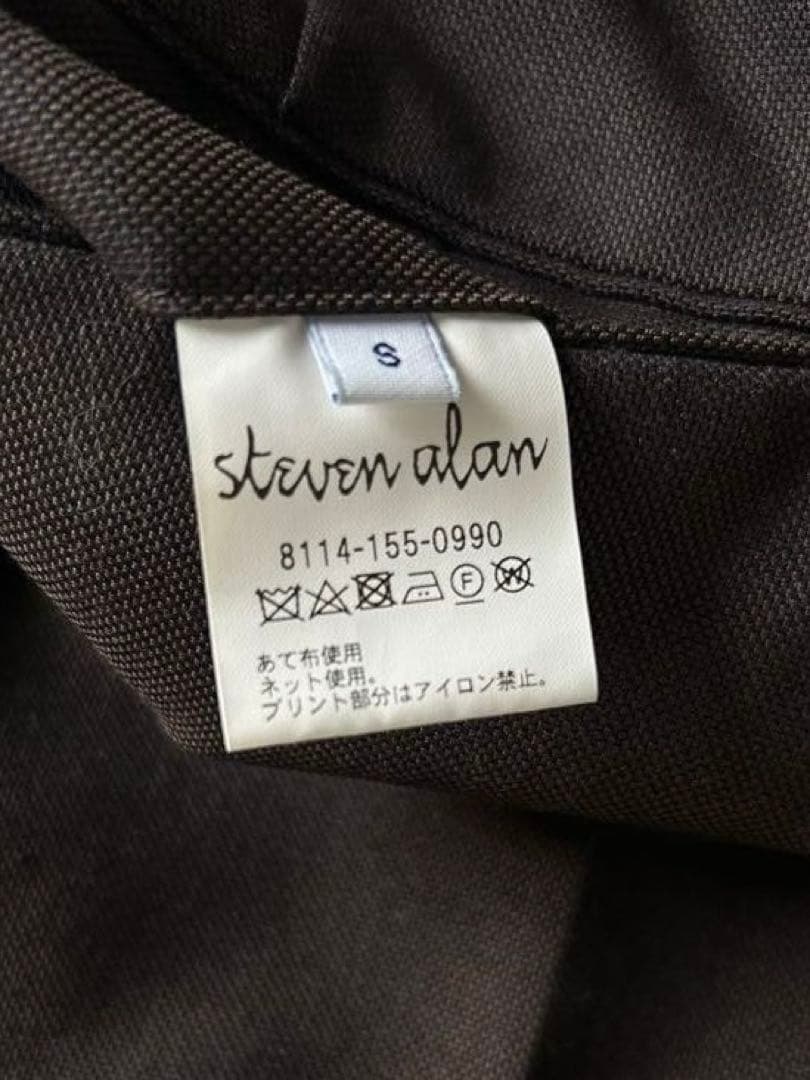 S
steven alan
8114-155-0990
F W
あて布使用
ネット使用。
プリント部分はアイロン禁止。